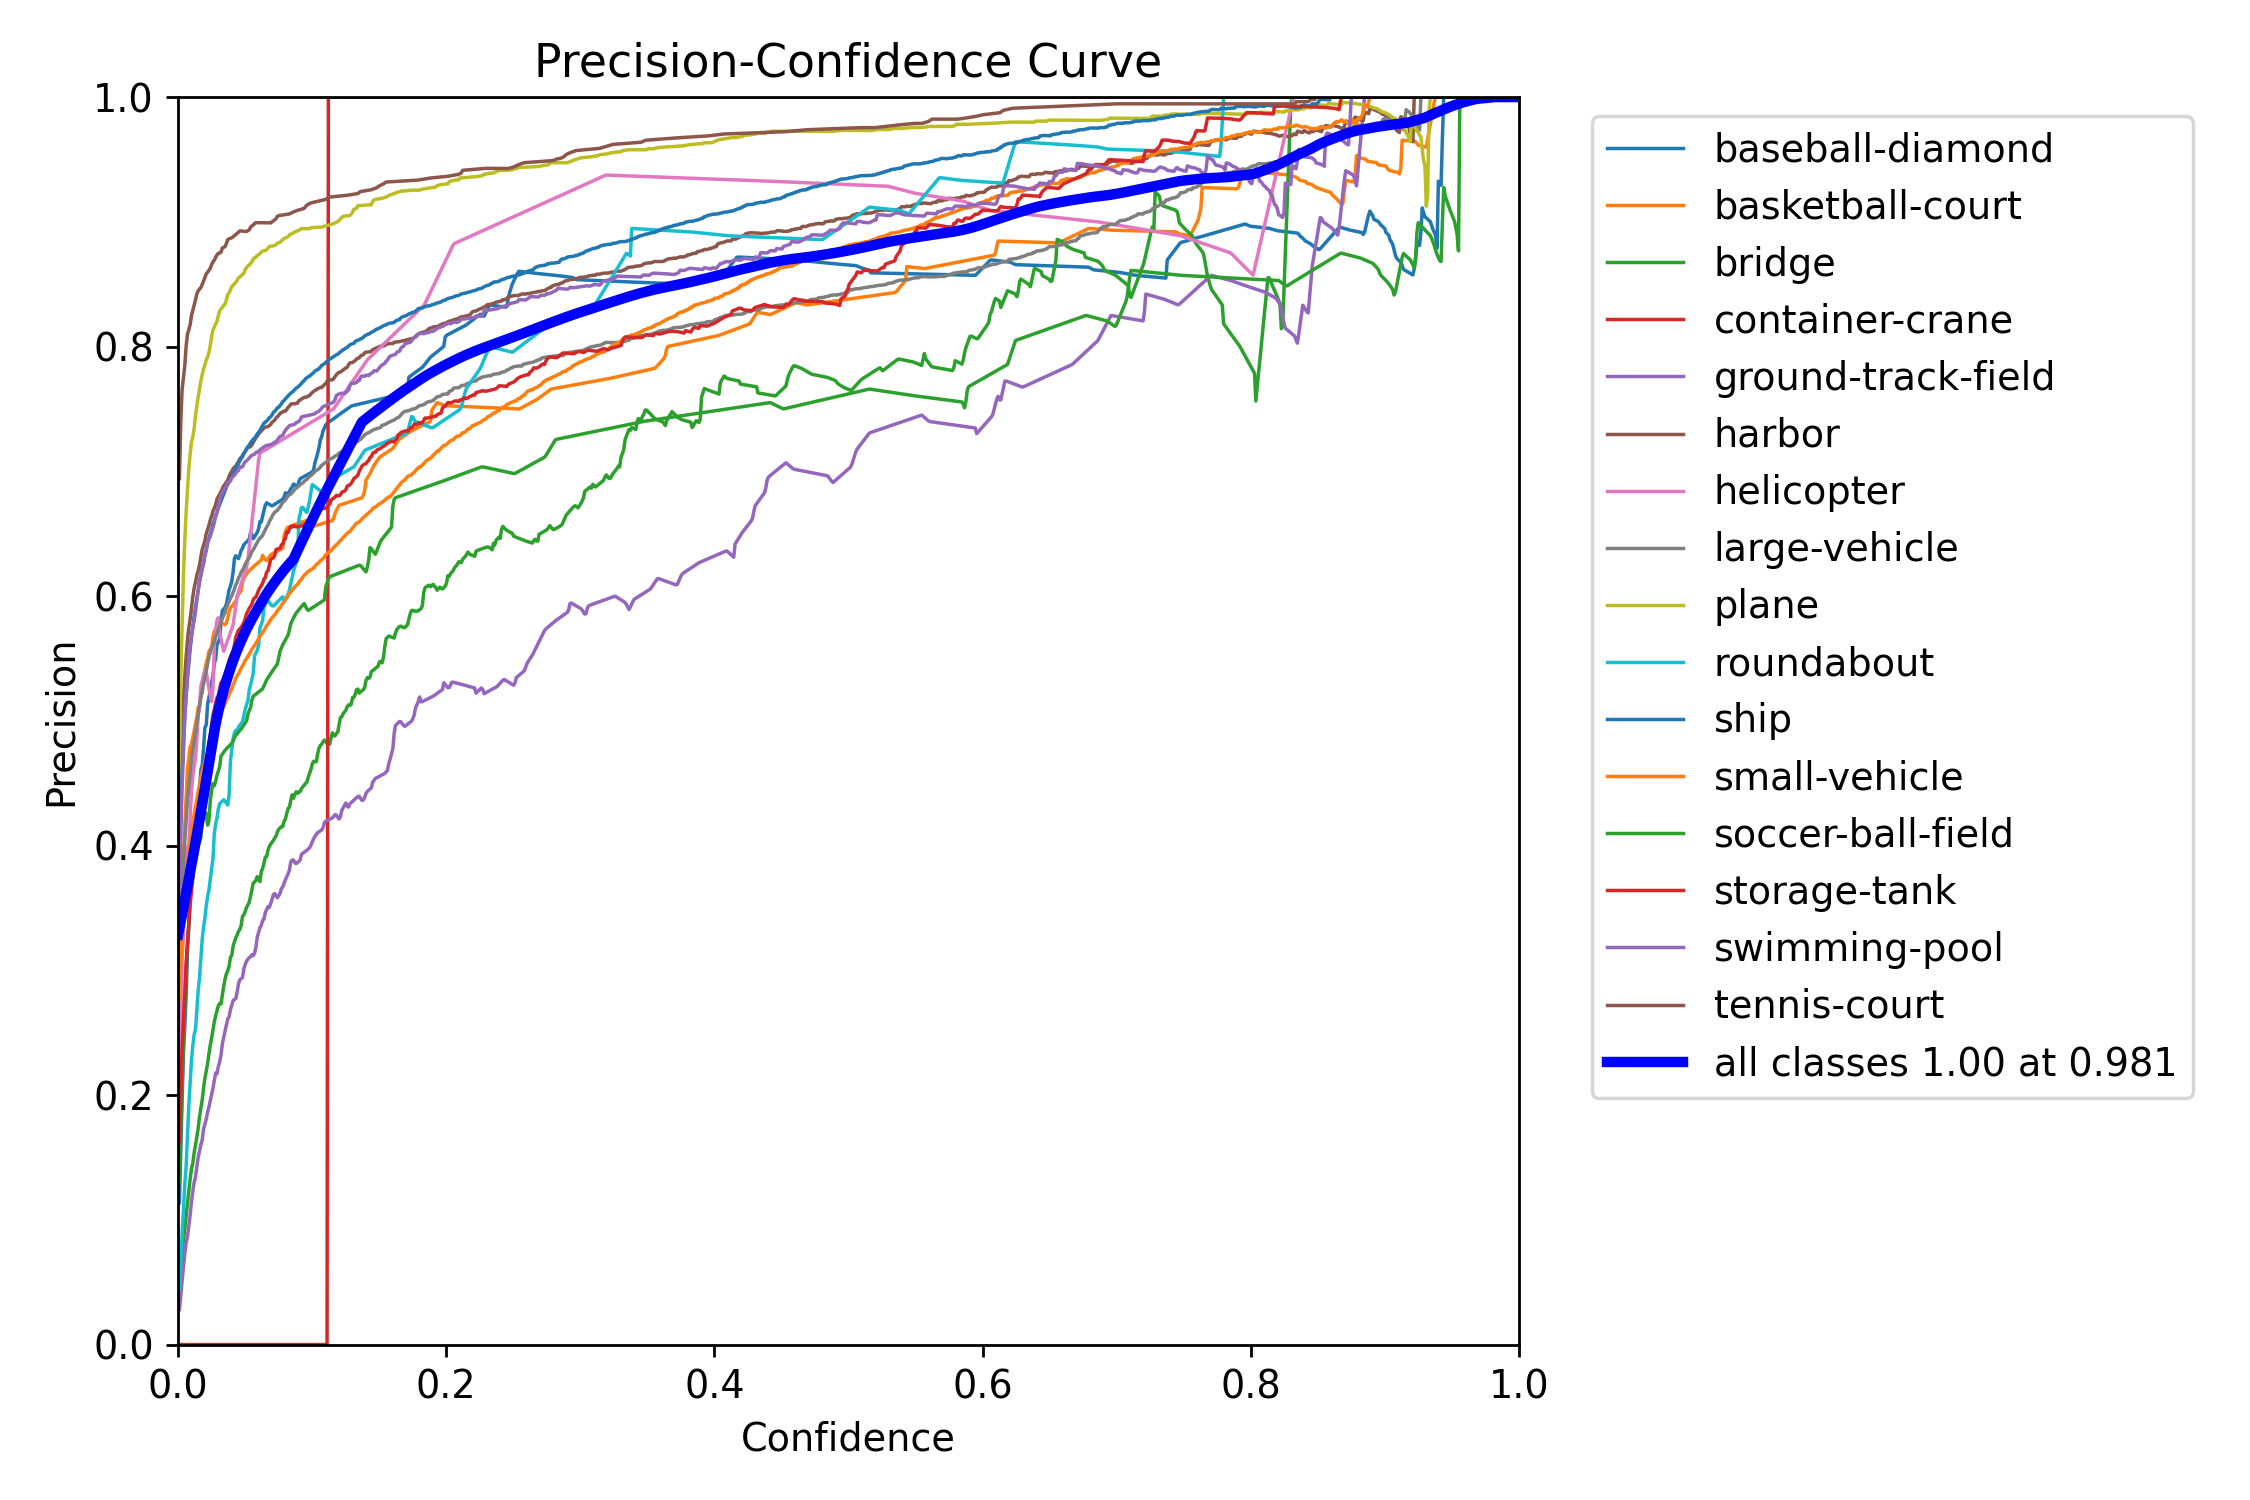 Precision-Confidence Curve
1.0
0.8
0.6
0.4
0.2
0.0
Precision
0.0 0.2 0.4 0.6 0.8 1.0
Confidence
baseball-diamond
basketball-court
bridge
container-crane
ground-track-field
harbor
helicopter
large-vehicle
plane
roundabout
ship
small-vehicle
soccer-ball-field
storage-tank
swimming-pool
tennis-court
all classes 1.00 at 0.981